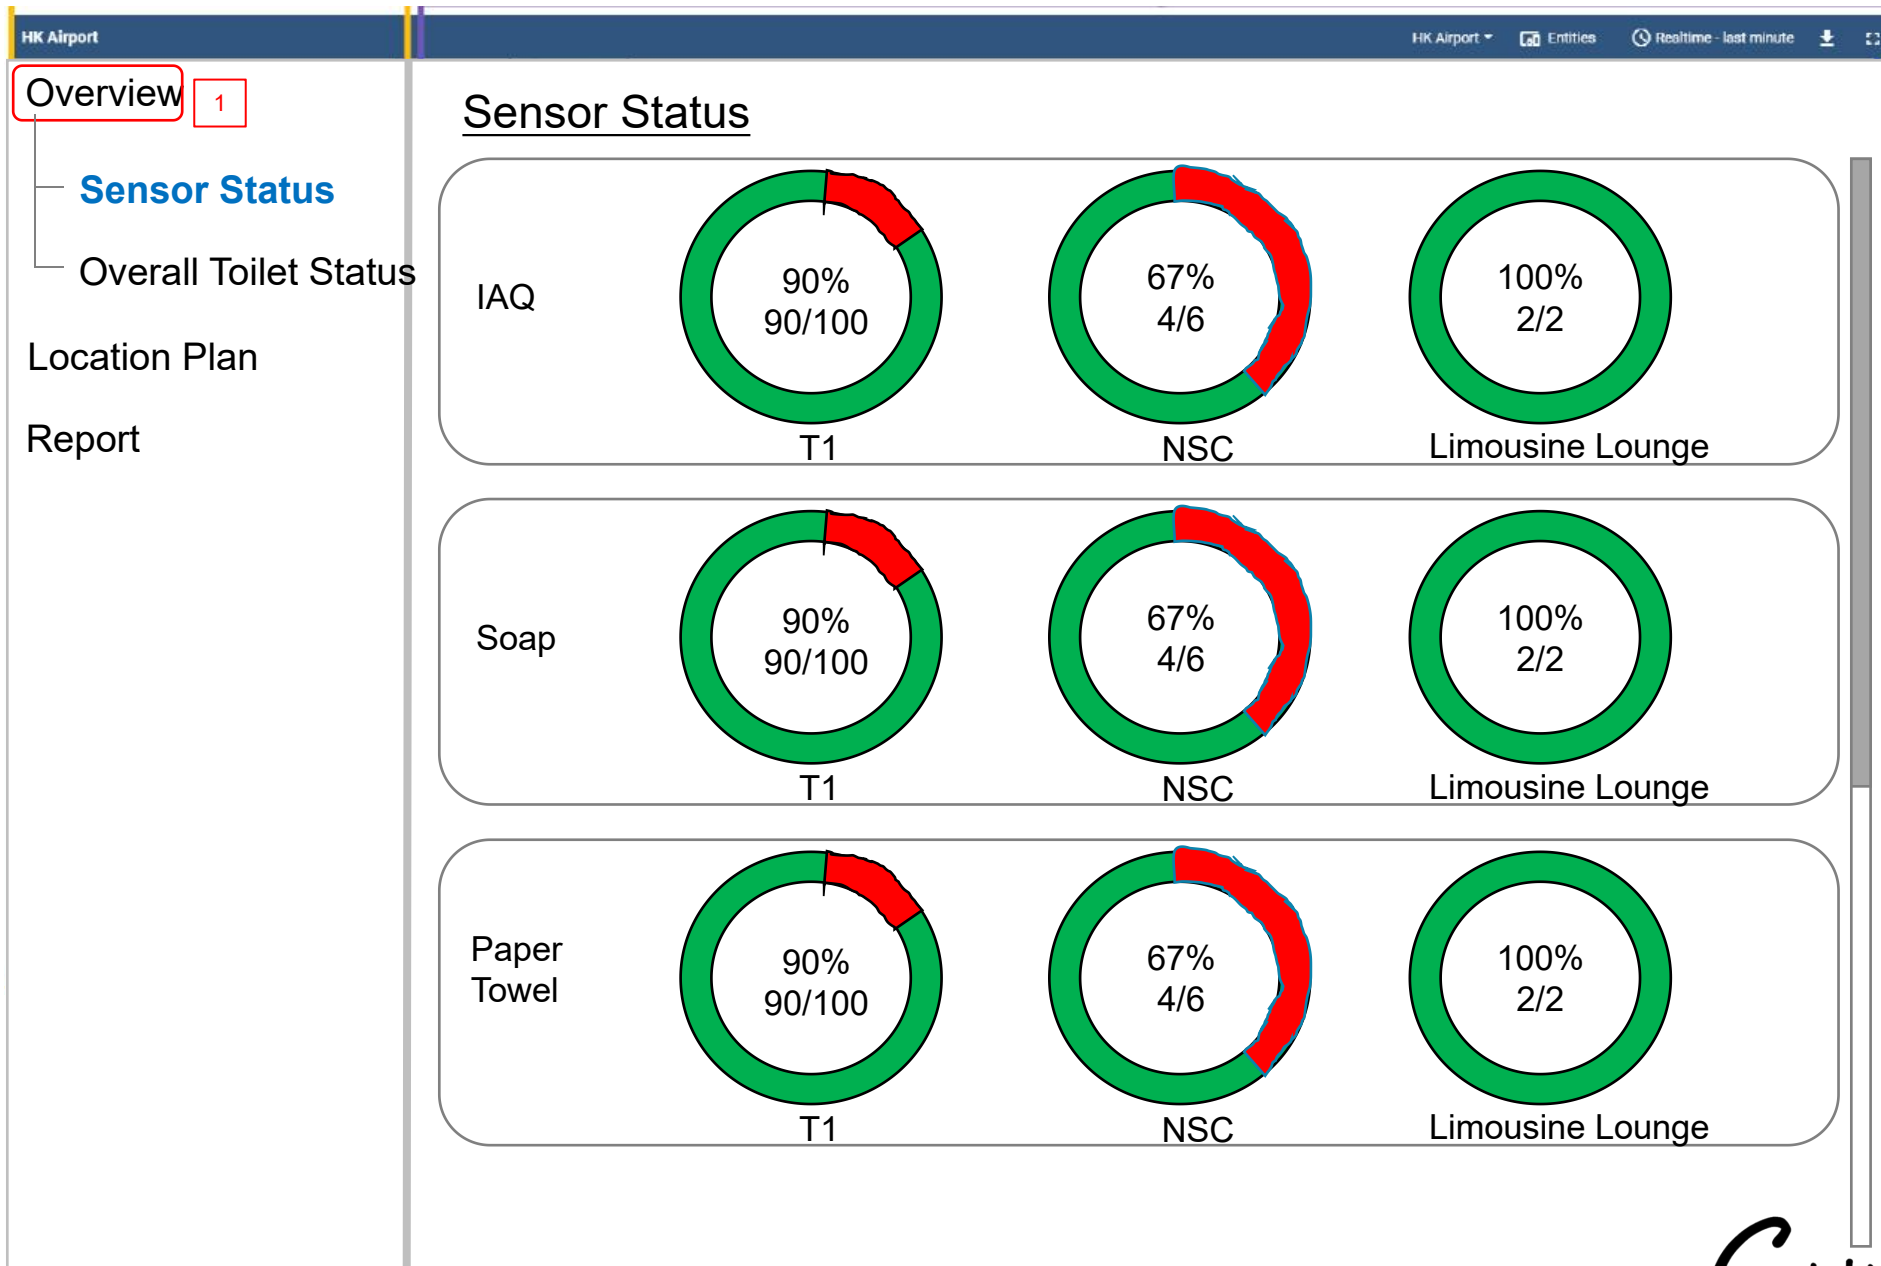 HK Airport
HK Airport
Entities
Realtime - last minute
Overview
1
Sensor Status
Overall Toilet Status
Location Plan
Report
Sensor Status
IAQ
90%
90/100
T1
67%
4/6
NSC
100%
2/2
Limousine Lounge
Soap
90%
90/100
T1
67%
4/6
NSC
100%
2/2
Limousine Lounge
Paper
Towel
90%
90/100
T1
67%
4/6
NSC
100%
2/2
Limousine Lounge